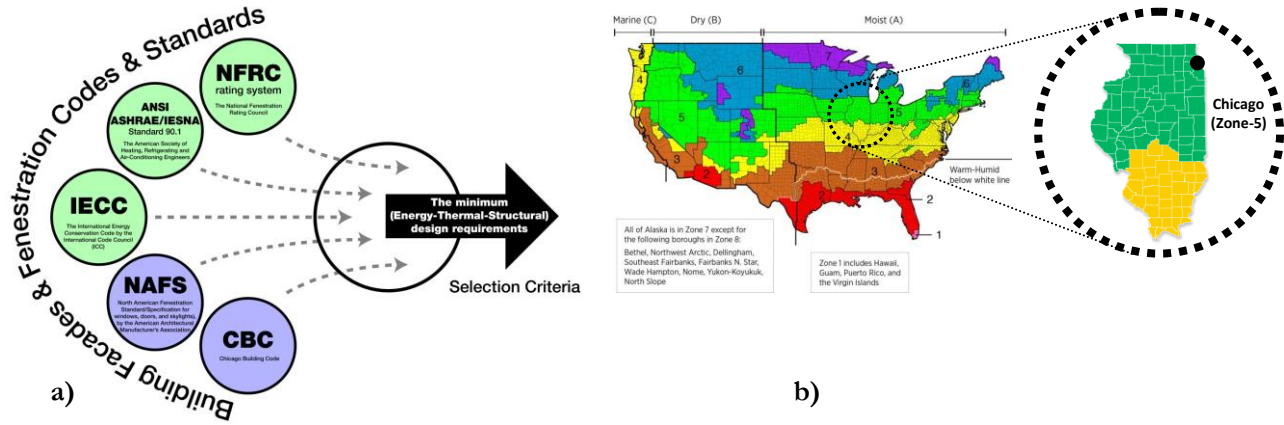 Building Facades & Fenestration Codes & Standards
NFRC
rating system
The National Fenestration
Rating Council
ANSI
ASHRAE/IESNA
Standard 90.1
The American Society of
Heating, Refrigerating and
Air-Conditioning Engineers
IECC
The International Energy
Conservation Code by the
International Code Council
(ICC)
NAFS
North American Fenestration
Standard/Specification for
windows, doors, and skylights),
by the American Architectural
Manufacturer's Association
CBC
Chicago Building Code
The minimum
(Energy-Thermal-Structural)
design requirements
Selection Criteria
a)
Marine (C)
Dry (B)
Moist (A)
7
6
6
4
5
5
4
3
3
2
2
2
1
Warm-Humid
below white line
All of Alaska is in Zone 7 except for
the following boroughs in Zone 8:
Bethel, Northwest Arctic, Dellingham,
Southeast Fairbanks, Fairbanks N. Star,
Wade Hampton, Nome, Yukon-Koyukuk,
North Slope
Zone 1 includes Hawaii,
Guam, Puerto Rico, and
the Virgin Islands
Chicago
(Zone-5)
b)